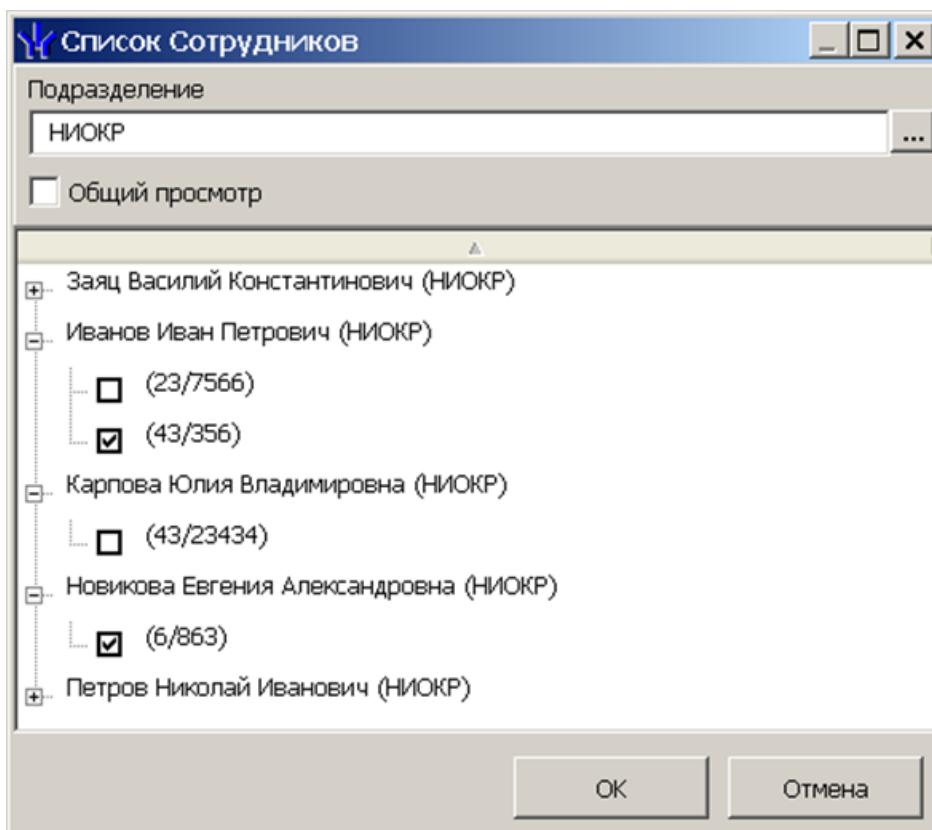 Список Сотрудников
Подразделение
НИОКР
...
Общий просмотр
Заяц Василий Константинович (НИОКР)
Иванов Иван Петрович (НИОКР)
(23/7566)
(43/356)
Карпова Юлия Владимировна (НИОКР)
(43/23434)
Новикова Евгения Александровна (НИОКР)
(6/863)
Петров Николай Иванович (НИОКР)
ОК Отмена